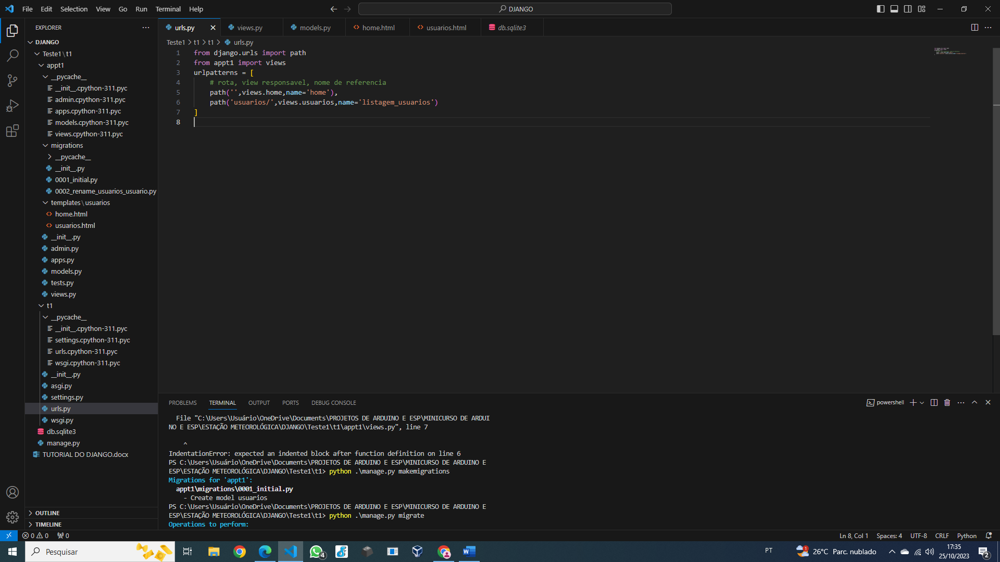 File Edit Selection View Go Run Terminal Help
DJANGO
EXPLORER
urls.py
views.py
models.py
home.html
usuarios.html
db.sqlite3
DJANGO
Teste1\t1
appt1
__pycache__
__init__.cpython-311.pyc
admin.cpython-311.pyc
apps.cpython-311.pyc
models.cpython-311.pyc
views.cpython-311.pyc
migrations
__pycache__
__init__.py
0001_initial.py
0002_rename_usuarios_usuario.py
templates\usuarios
home.html
usuarios.html
__init__.py
admin.py
apps.py
models.py
tests.py
views.py
t1
__pycache__
__init__.cpython-311.pyc
settings.cpython-311.pyc
urls.cpython-311.pyc
wsgi.cpython-311.pyc
__init__.py
asgi.py
settings.py
urls.py
wsgi.py
db.sqlite3
manage.py
TUTORIAL DO DJANGO.docx
OUTLINE
TIMELINE
Teste1 > t1 > t1 > urls.py
1 from django.urls import path
2 from appt1 import views
3 urlpatterns = [
4 # rota, view responsavel, nome de referencia
5 path('',views.home,name='home'),
6 path('usuarios/',views.usuarios,name='listagem_usuarios')
7 ]
8
PROBLEMS TERMINAL OUTPUT PORTS DEBUG CONSOLE
powershell
File "C:\Users\Usuário\OneDrive\Documents\PROJETOS DE ARDUINO E ESP\MINICURSO DE ARDUI
NO E ESP\ESTAÇÃO METEOROLÓGICA\DJANGO\Teste1\t1\appt1\views.py", line 7
^
IndentationError: expected an indented block after function definition on line 6
PS C:\Users\Usuário\OneDrive\Documents\PROJETOS DE ARDUINO E ESP\MINICURSO DE ARDUINO E
ESP\ESTAÇÃO METEOROLÓGICA\DJANGO\Teste1\t1> python .\manage.py makemigrations
Migrations for 'appt1':
appt1\migrations\0001_initial.py
- Create model usuarios
PS C:\Users\Usuário\OneDrive\Documents\PROJETOS DE ARDUINO E ESP\MINICURSO DE ARDUINO E
ESP\ESTAÇÃO METEOROLÓGICA\DJANGO\Teste1\t1> python .\manage.py migrate
Operations to perform:
0 0 0
Ln 8, Col 1 Spaces: 4 UTF-8 CRLF Python
Pesquisar
4
PT
1
26°C Parc. nublado
17:35
25/10/2023
2